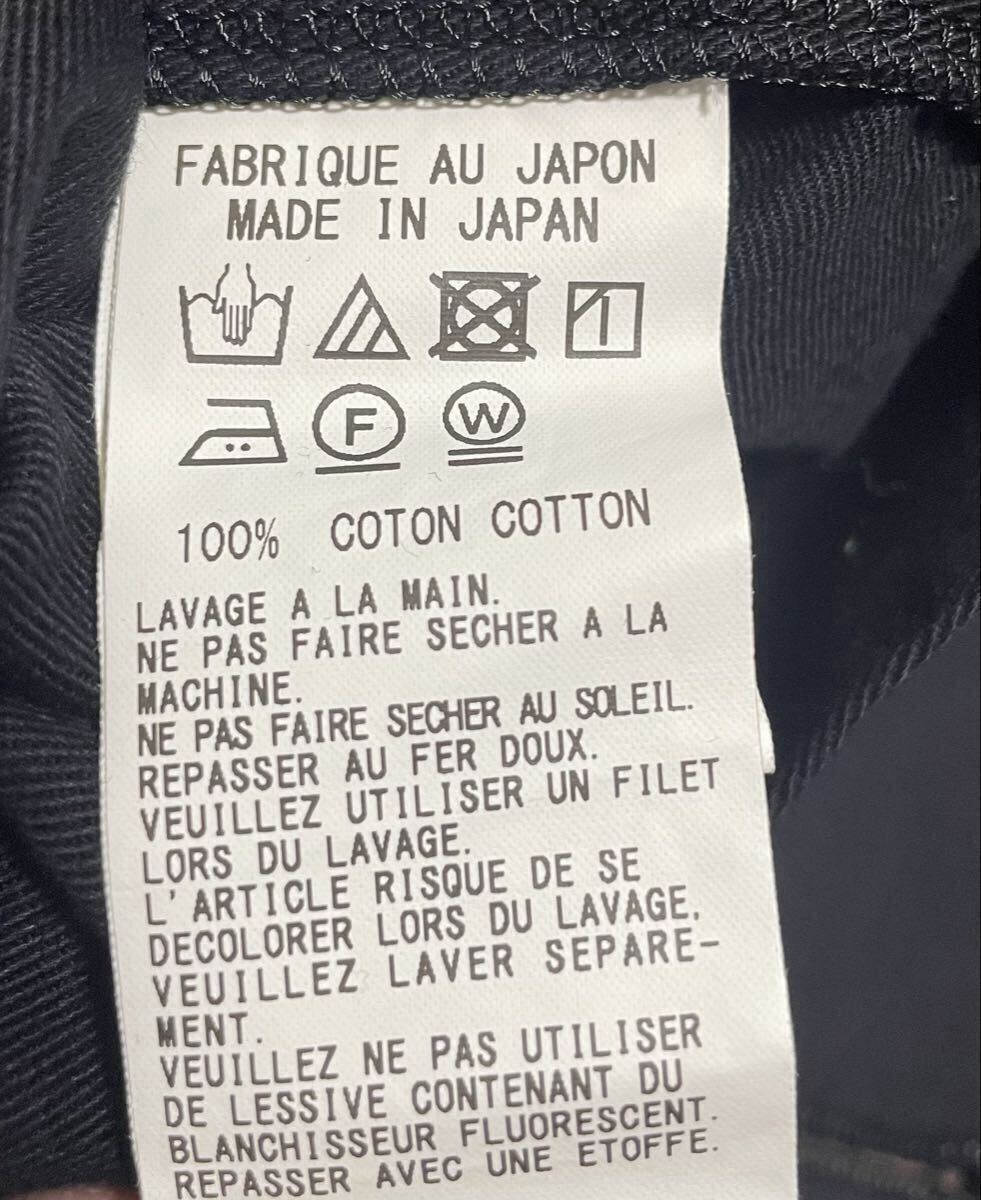 FABRIQUE AU JAPON
MADE IN JAPAN
F W
100% COTON COTTON
LAVAGE A LA MAIN.
NE PAS FAIRE SECHER A LA
MACHINE.
NE PAS FAIRE SECHER AU SOLEIL.
REPASSER AU FER DOUX.
VEUILLEZ UTILISER UN FILET
LORS DU LAVAGE.
L'ARTICLE RISQUE DE SE
DECOLORER LORS DU LAVAGE.
VEUILLEZ LAVER SEPARE-
MENT.
VEUILLEZ NE PAS UTILISER
DE LESSIVE CONTENANT DU
BLANCHISSEUR FLUORESCENT.
REPASSER AVEC UNE ETOFFE.